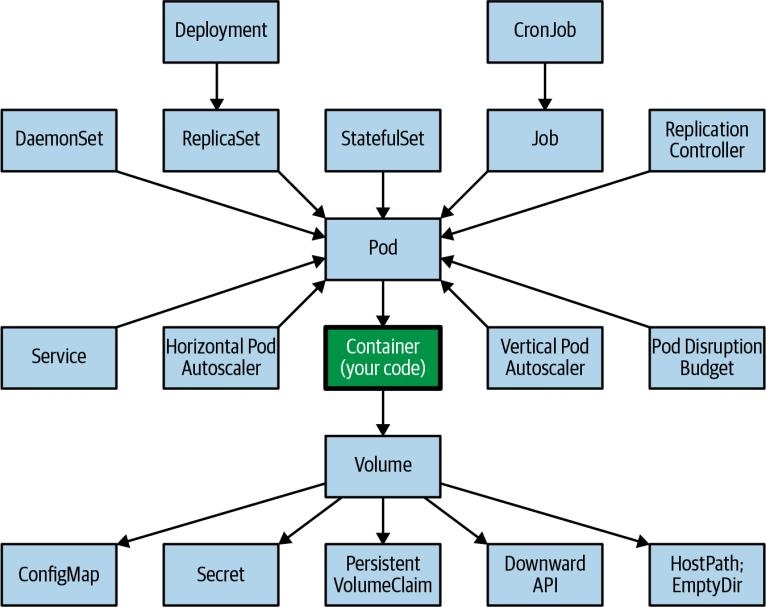 Deployment
CronJob
DaemonSet
ReplicaSet
StatefulSet
Job
Replication
Controller
Pod
Service
Horizontal Pod
Autoscaler
Container
(your code)
Vertical Pod
Autoscaler
Pod Disruption
Budget
Volume
ConfigMap
Secret
Persistent
VolumeClaim
Downward
API
HostPath;
EmptyDir